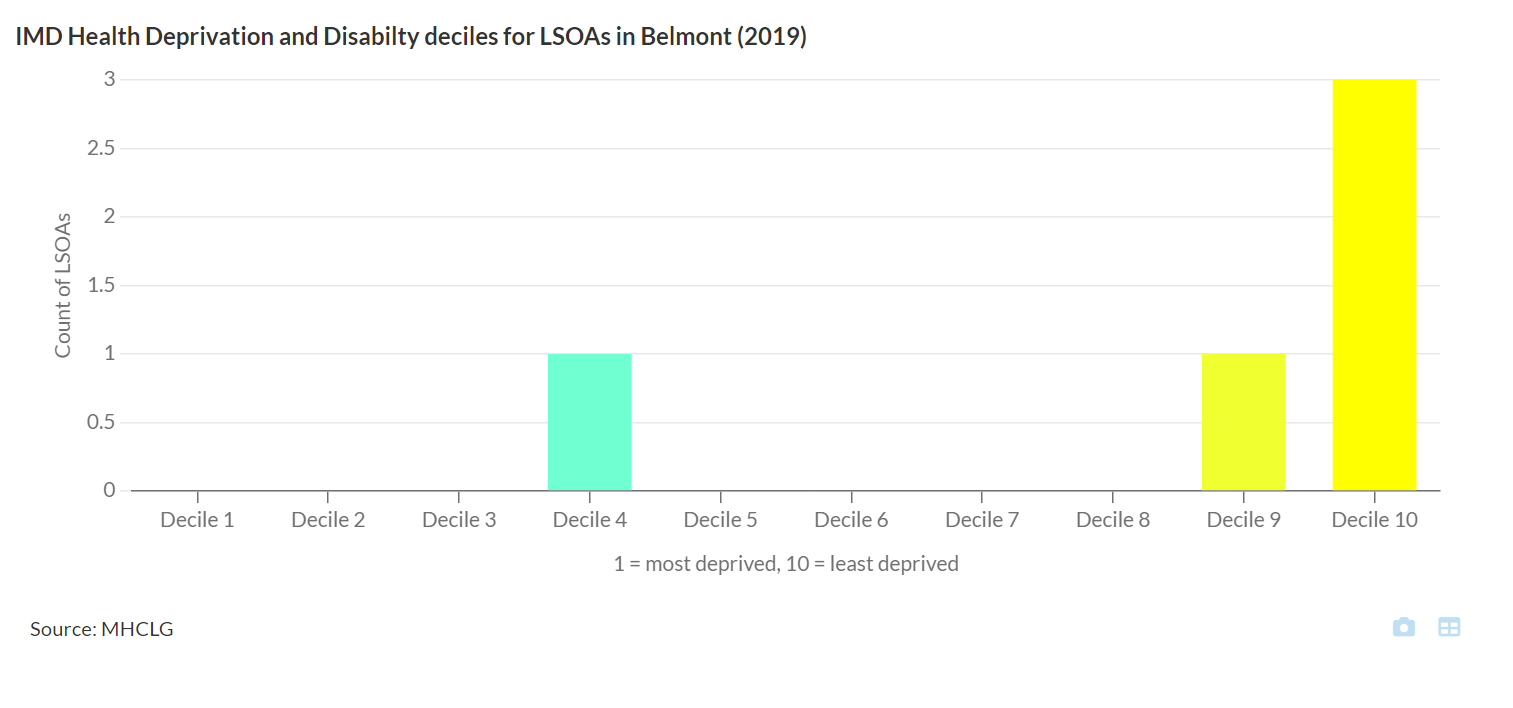 IMD Health Deprivation and Disabilty deciles for LSOAs in Belmont (2019)
3
2.5
2
1.5
1
0.5
0
Count of LSOAs
Decile 1 Decile 2 Decile 3 Decile 4 Decile 5 Decile 6 Decile 7 Decile 8 Decile 9 Decile 10
1 = most deprived, 10 = least deprived
Source: MHCLG